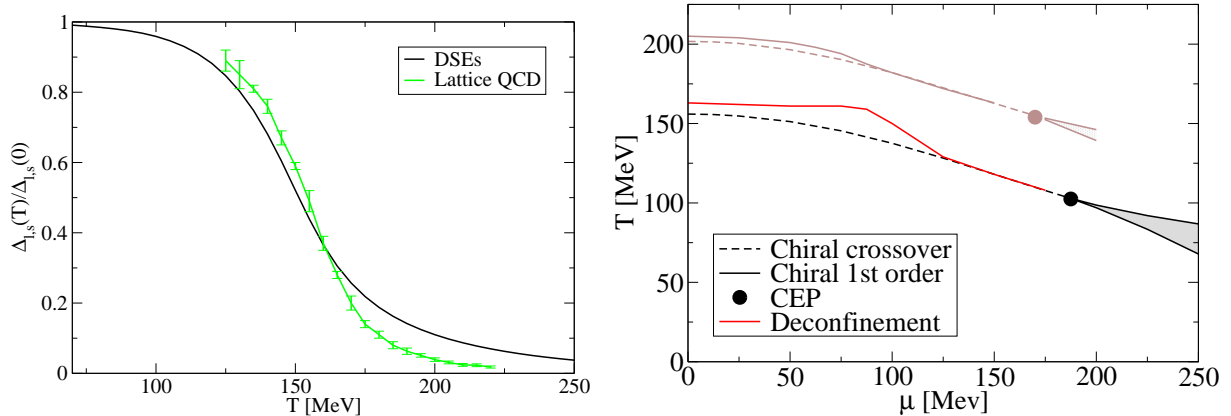 1
0.8
0.6
0.4
0.2
0
Δl,s(T)/Δl,s(0)
100
150
200
250
T [MeV]
DSEs
Lattice QCD
200
150
100
50
0
T [MeV]
0
50
100
150
200
250
μ [Mev]
Chiral crossover
Chiral 1st order
CEP
Deconfinement